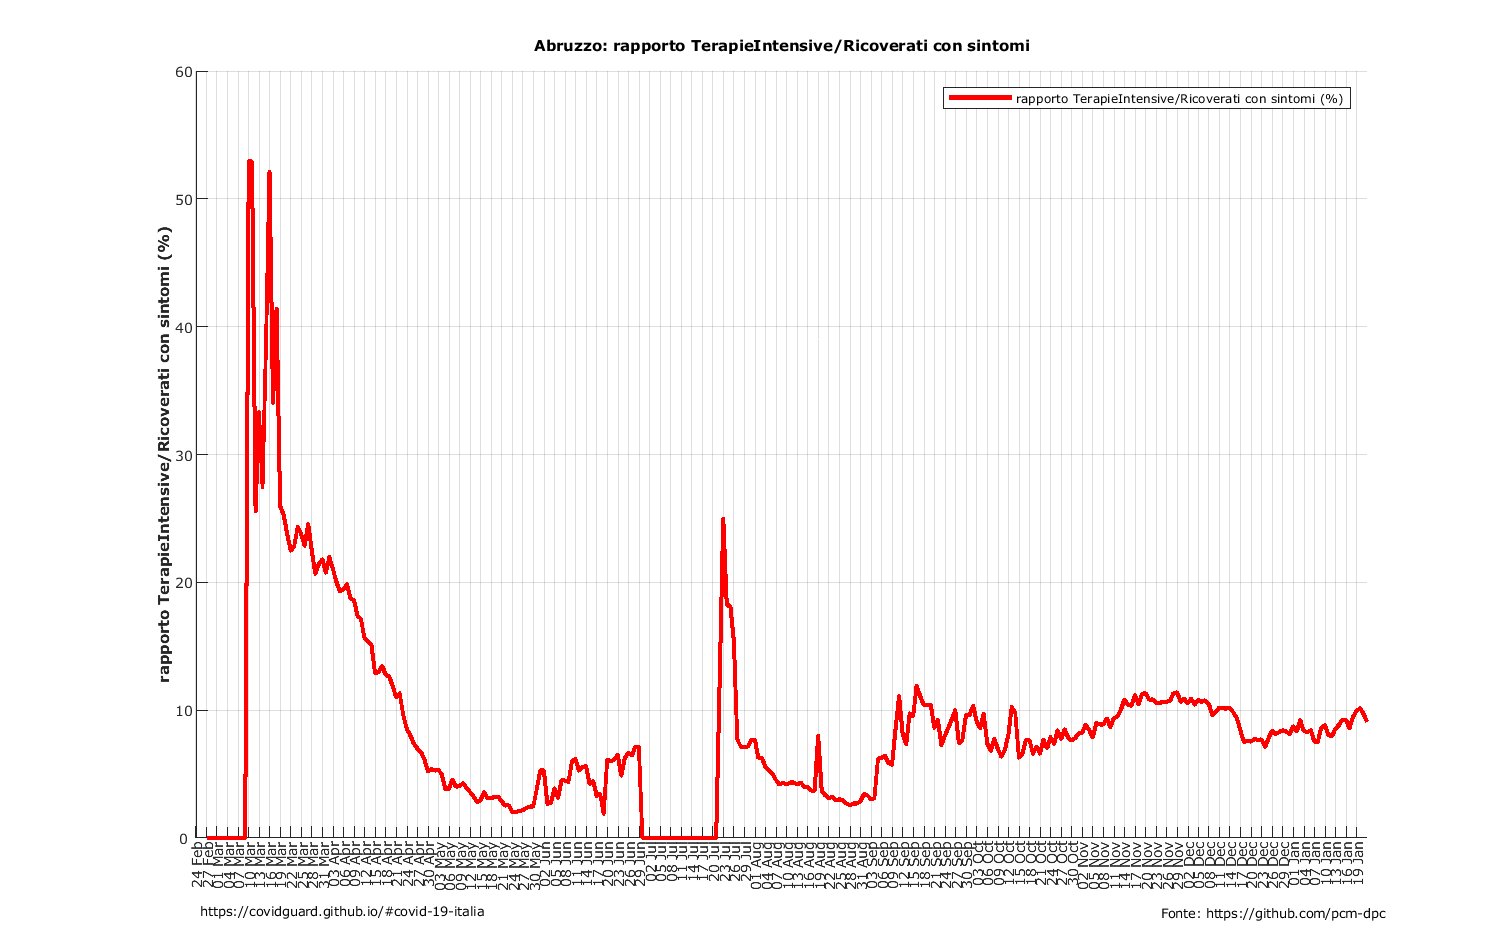 Abruzzo: rapporto TerapieIntensive/Ricoverati con sintomi
rapporto TerapieIntensive/Ricoverati con sintomi (%)
rapporto TerapieIntensive/Ricoverati con sintomi (%)
60
50
40
30
20
10
0
24 Feb
27 Feb
01 Mar
04 Mar
07 Mar
10 Mar
13 Mar
16 Mar
19 Mar
22 Mar
25 Mar
28 Mar
31 Mar
03 Apr
06 Apr
09 Apr
12 Apr
15 Apr
18 Apr
21 Apr
24 Apr
27 Apr
30 Apr
03 May
06 May
09 May
12 May
15 May
18 May
21 May
24 May
27 May
30 May
02 Jun
05 Jun
08 Jun
11 Jun
14 Jun
17 Jun
20 Jun
23 Jun
26 Jun
29 Jun
02 Jul
05 Jul
08 Jul
11 Jul
14 Jul
17 Jul
20 Jul
23 Jul
26 Jul
29 Jul
01 Aug
04 Aug
07 Aug
10 Aug
13 Aug
16 Aug
19 Aug
22 Aug
25 Aug
28 Aug
31 Aug
03 Sep
06 Sep
09 Sep
12 Sep
15 Sep
18 Sep
21 Sep
24 Sep
27 Sep
30 Sep
03 Oct
06 Oct
09 Oct
12 Oct
15 Oct
18 Oct
21 Oct
24 Oct
27 Oct
30 Oct
02 Nov
05 Nov
08 Nov
11 Nov
14 Nov
17 Nov
20 Nov
23 Nov
26 Nov
29 Nov
02 Dec
05 Dec
08 Dec
11 Dec
14 Dec
17 Dec
20 Dec
23 Dec
26 Dec
29 Dec
01 Jan
04 Jan
07 Jan
10 Jan
13 Jan
16 Jan
19 Jan
https://covidguard.github.io/#covid-19-italia
Fonte: https://github.com/pcm-dpc